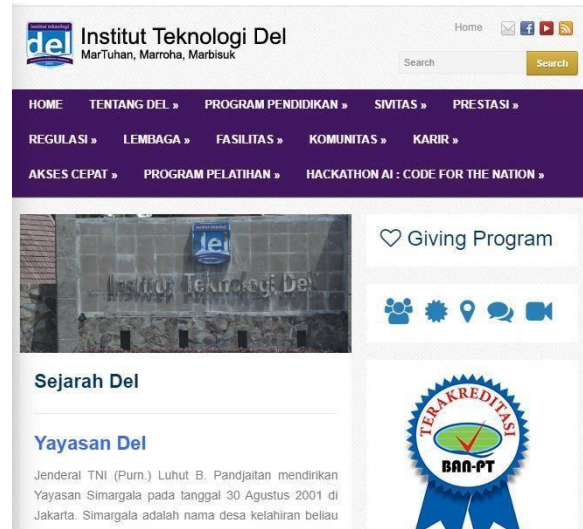 institut teknologi
del
Institut Teknologi Del
MarTuhan, Marroha, Marbisuk
Home
Search
Search
HOME TENTANG DEL » PROGRAM PENDIDIKAN » SIVITAS » PRESTASI »
REGULASI » LEMBAGA » FASILITAS » KOMUNITAS » KARIR »
AKSES CEPAT » PROGRAM PELATIHAN » HACKATHON AI : CODE FOR THE NATION »
del
Institut Teknologi Del
Giving Program
Sejarah Del
Yayasan Del
Jenderal TNI (Purn.) Luhut B. Pandjaitan mendirikan
Yayasan Simargala pada tanggal 30 Agustus 2001 di
Jakarta. Simargala adalah nama desa kelahiran beliau
TERAKREDITASI
BAN-PT